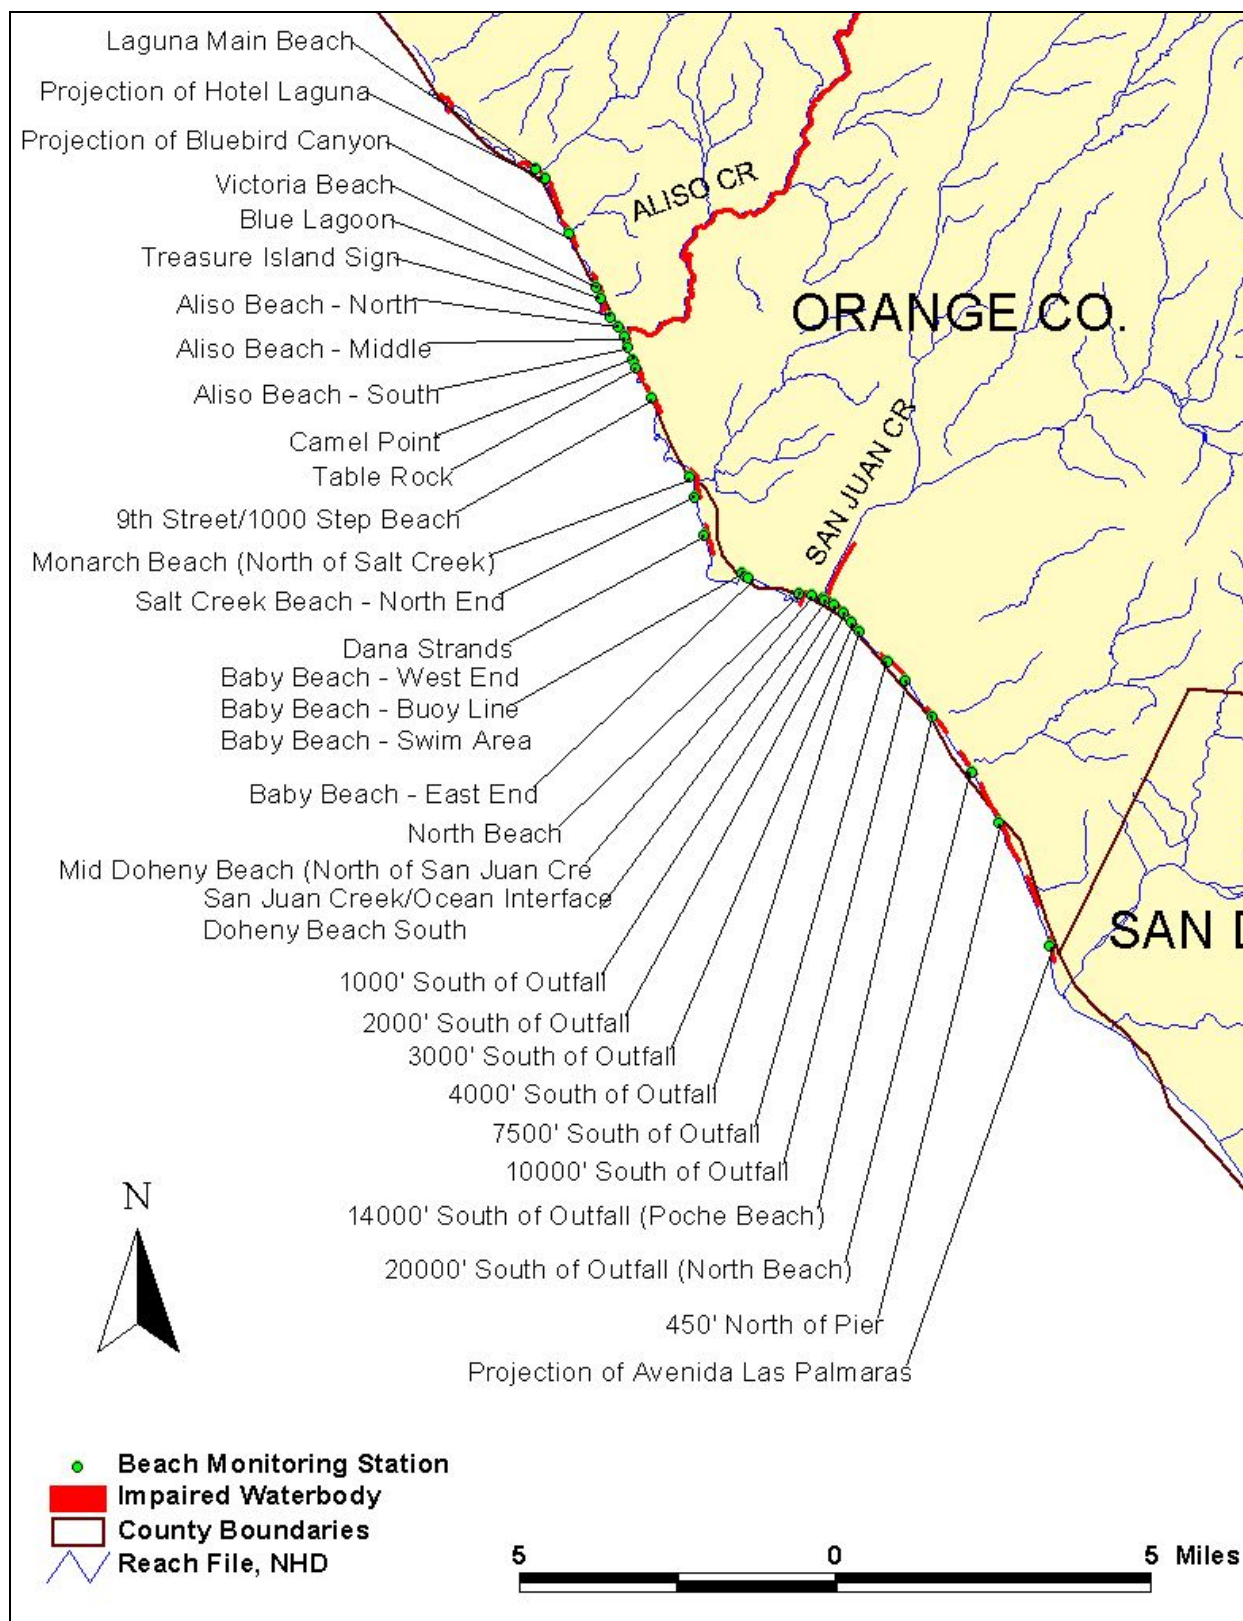 Laguna Main Beach
Projection of Hotel Laguna
Projection of Bluebird Canyon
Victoria Beach
Blue Lagoon
Treasure Island Sign
Aliso Beach - North
Aliso Beach - Middle
Aliso Beach - South
Camel Point
Table Rock
9th Street/1000 Step Beach
Monarch Beach (North of Salt Creek)
Salt Creek Beach - North End
Dana Strands
Baby Beach - West End
Baby Beach - Buoy Line
Baby Beach - Swim Area
Baby Beach - East End
North Beach
Mid Doheny Beach (North of San Juan Cre
San Juan Creek/Ocean Interface
Doheny Beach South
1000' South of Outfall
2000' South of Outfall
3000' South of Outfall
4000' South of Outfall
7500' South of Outfall
10000' South of Outfall
14000' South of Outfall (Poche Beach)
20000' South of Outfall (North Beach)
450' North of Pier
Projection of Avenida Las Palmaras
ALISO CR
ORANGE CO.
SAN JUAN CR
SAN D
N
Beach Monitoring Station
Impaired Waterbody
County Boundaries
Reach File, NHD
5 0 5 Miles